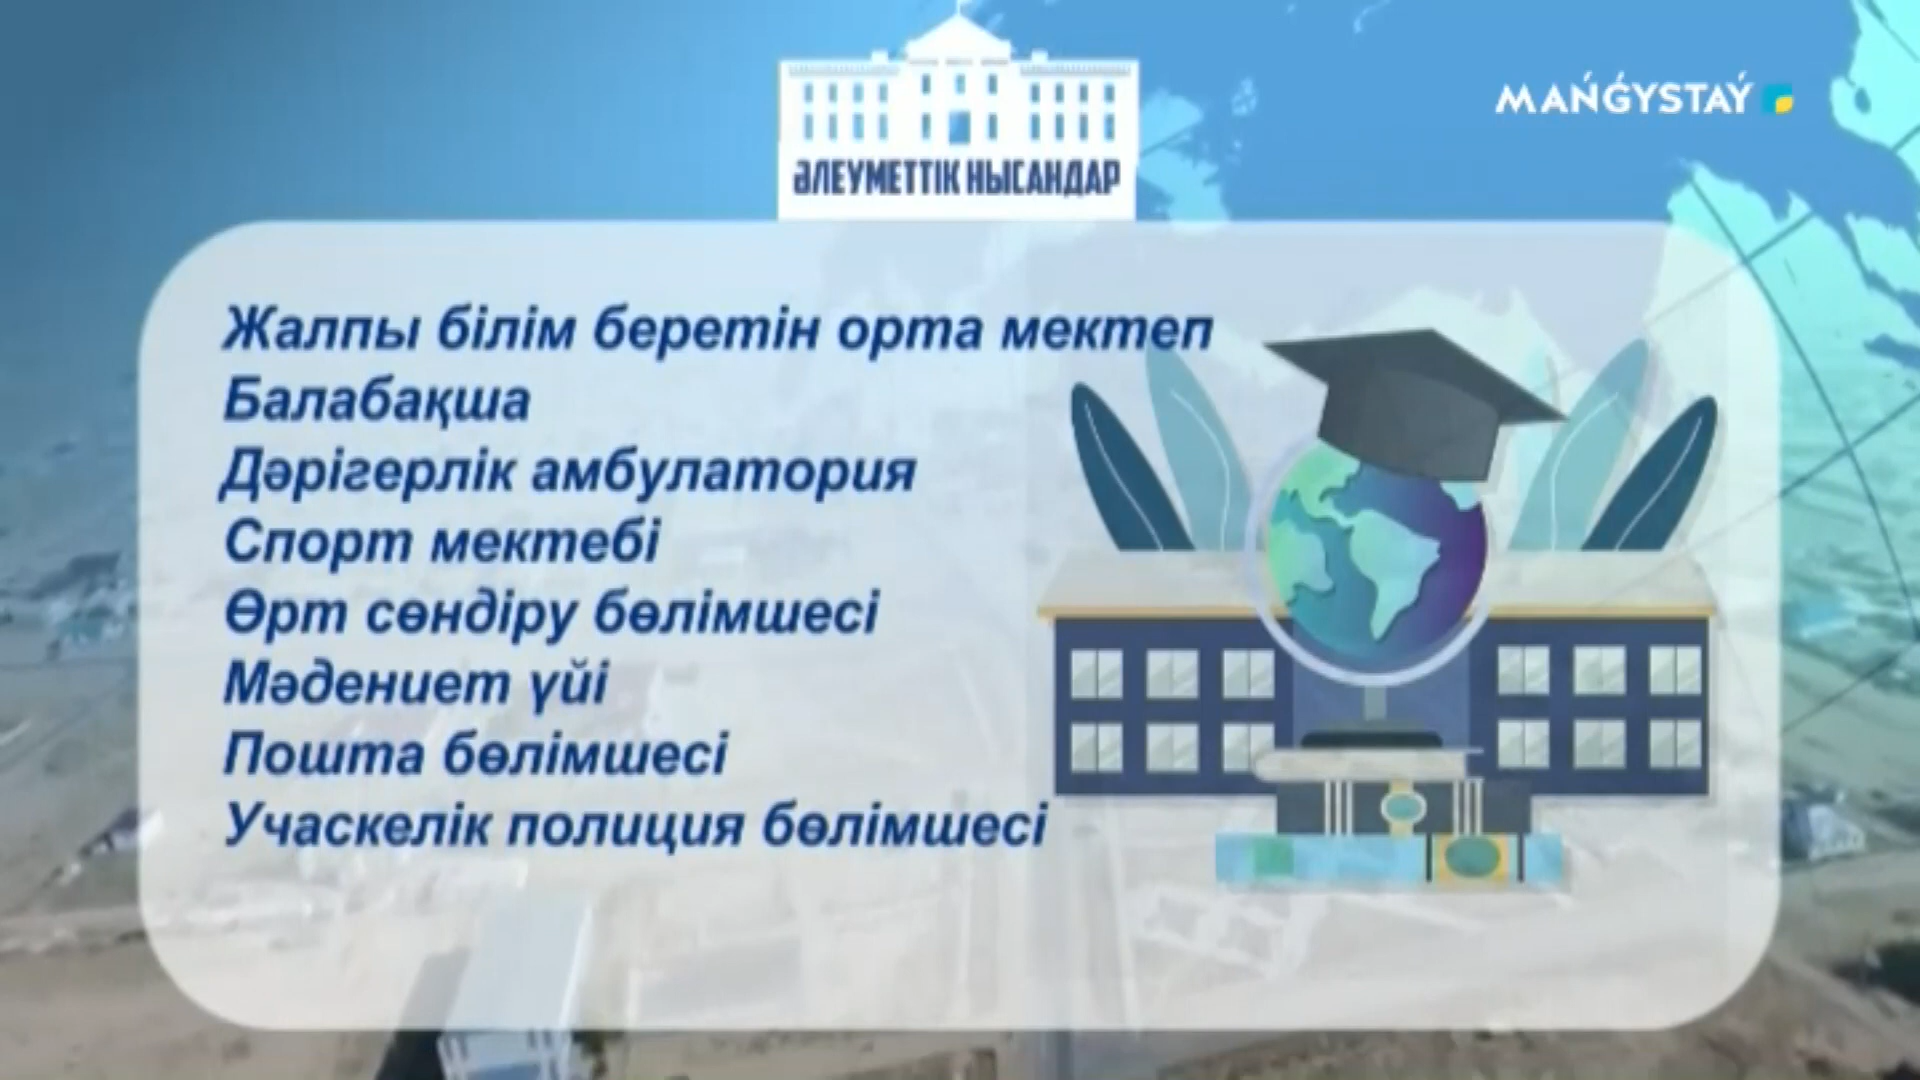 ӘЛЕУМЕТТІК НЫСАНДАР
MAŃǴYSTAÝ
Жалпы білім беретін орта мектеп
Балабақша
Дәрігерлік амбулатория
Спорт мектебі
Өрт сөндіру бөлімшесі
Мәдениет үйі
Пошта бөлімшесі
Учаскелік полиция бөлімшесі